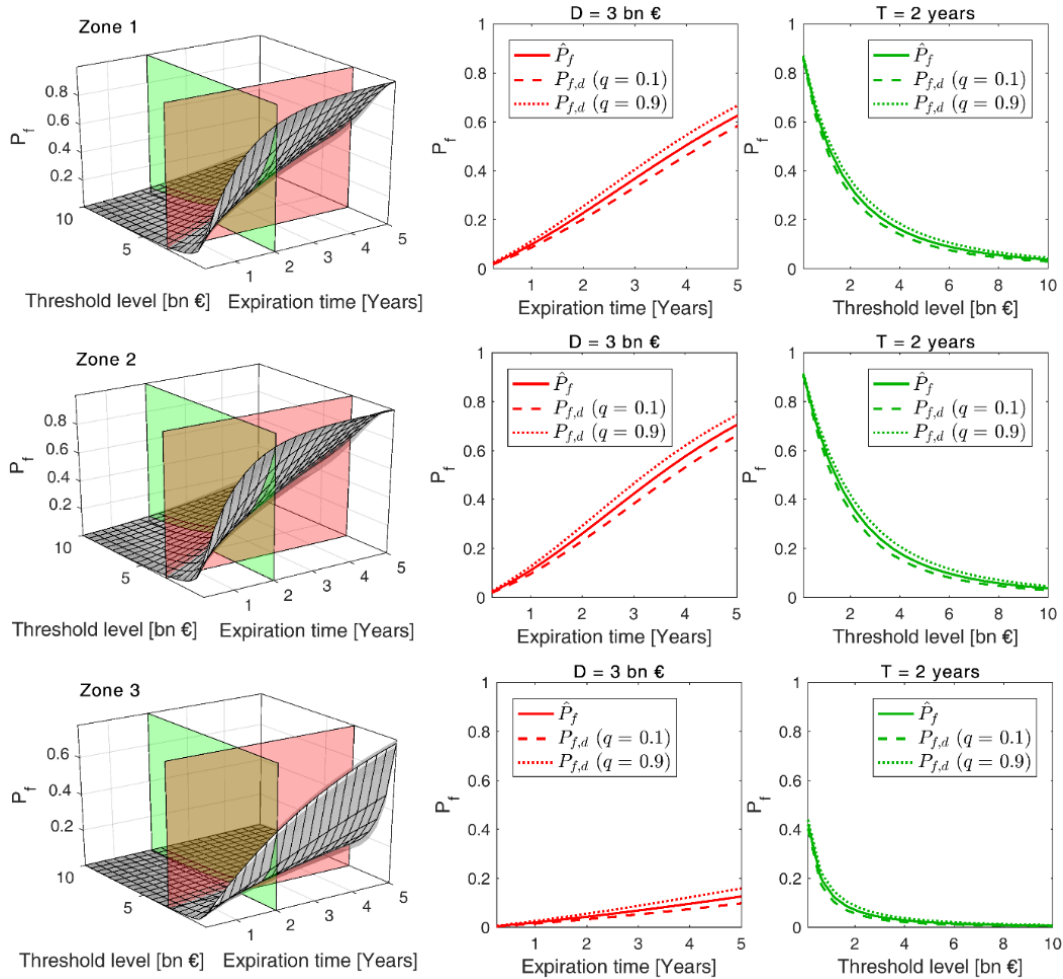 Zone 1
P_f
0.8
0.6
0.4
0.2
10
5
1
2
3
4
5
Threshold level [bn €]
Expiration time [Years]
D = 3 bn €
P̂_f
P_{f,d} (q = 0.1)
P_{f,d} (q = 0.9)
P_f
1
0.8
0.6
0.4
0.2
0
1
2
3
4
5
Expiration time [Years]
T = 2 years
P̂_f
P_{f,d} (q = 0.1)
P_{f,d} (q = 0.9)
P_f
1
0.8
0.6
0.4
0.2
0
2
4
6
8
10
Threshold level [bn €]
Zone 2
P_f
0.8
0.6
0.4
0.2
10
5
1
2
3
4
5
Threshold level [bn €]
Expiration time [Years]
D = 3 bn €
P̂_f
P_{f,d} (q = 0.1)
P_{f,d} (q = 0.9)
P_f
1
0.8
0.6
0.4
0.2
0
1
2
3
4
5
Expiration time [Years]
T = 2 years
P̂_f
P_{f,d} (q = 0.1)
P_{f,d} (q = 0.9)
P_f
1
0.8
0.6
0.4
0.2
0
2
4
6
8
10
Threshold level [bn €]
Zone 3
P_f
0.6
0.4
0.2
10
5
1
2
3
4
5
Threshold level [bn €]
Expiration time [Years]
D = 3 bn €
P̂_f
P_{f,d} (q = 0.1)
P_{f,d} (q = 0.9)
P_f
1
0.8
0.6
0.4
0.2
0
1
2
3
4
5
Expiration time [Years]
T = 2 years
P̂_f
P_{f,d} (q = 0.1)
P_{f,d} (q = 0.9)
P_f
1
0.8
0.6
0.4
0.2
0
2
4
6
8
10
Threshold level [bn €]